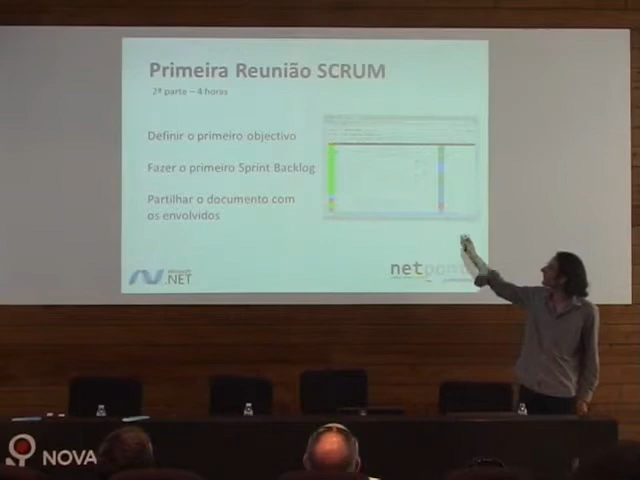 Primeira Reunião SCRUM
2ª parte – 4 horas
Definir o primeiro objectivo
Fazer o primeiro Sprint Backlog
Partilhar o documento com
os envolvidos
Microsoft
.NET
netponto
NOVA